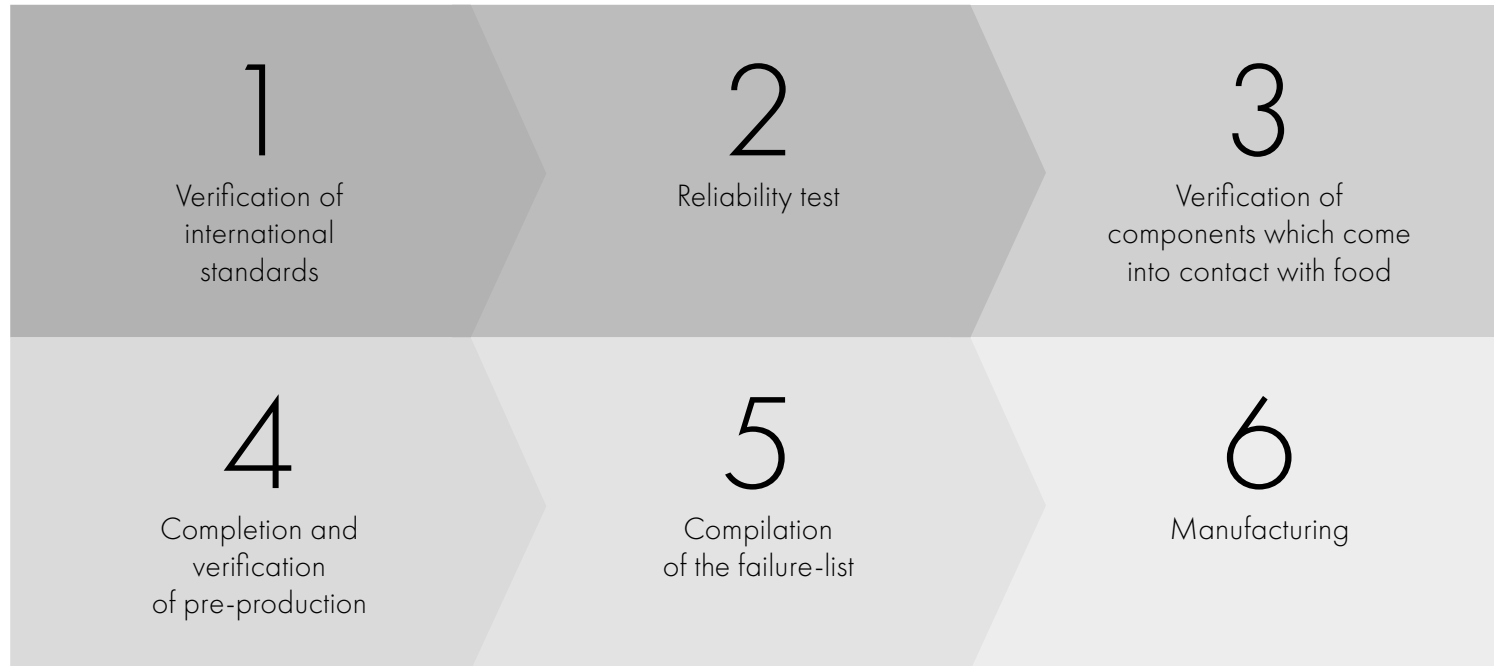 1
Verification of
international
standards
2
Reliability test
3
Verification of
components which come
into contact with food
4
Completion and
verification
of pre-production
5
Compilation
of the failure-list
6
Manufacturing